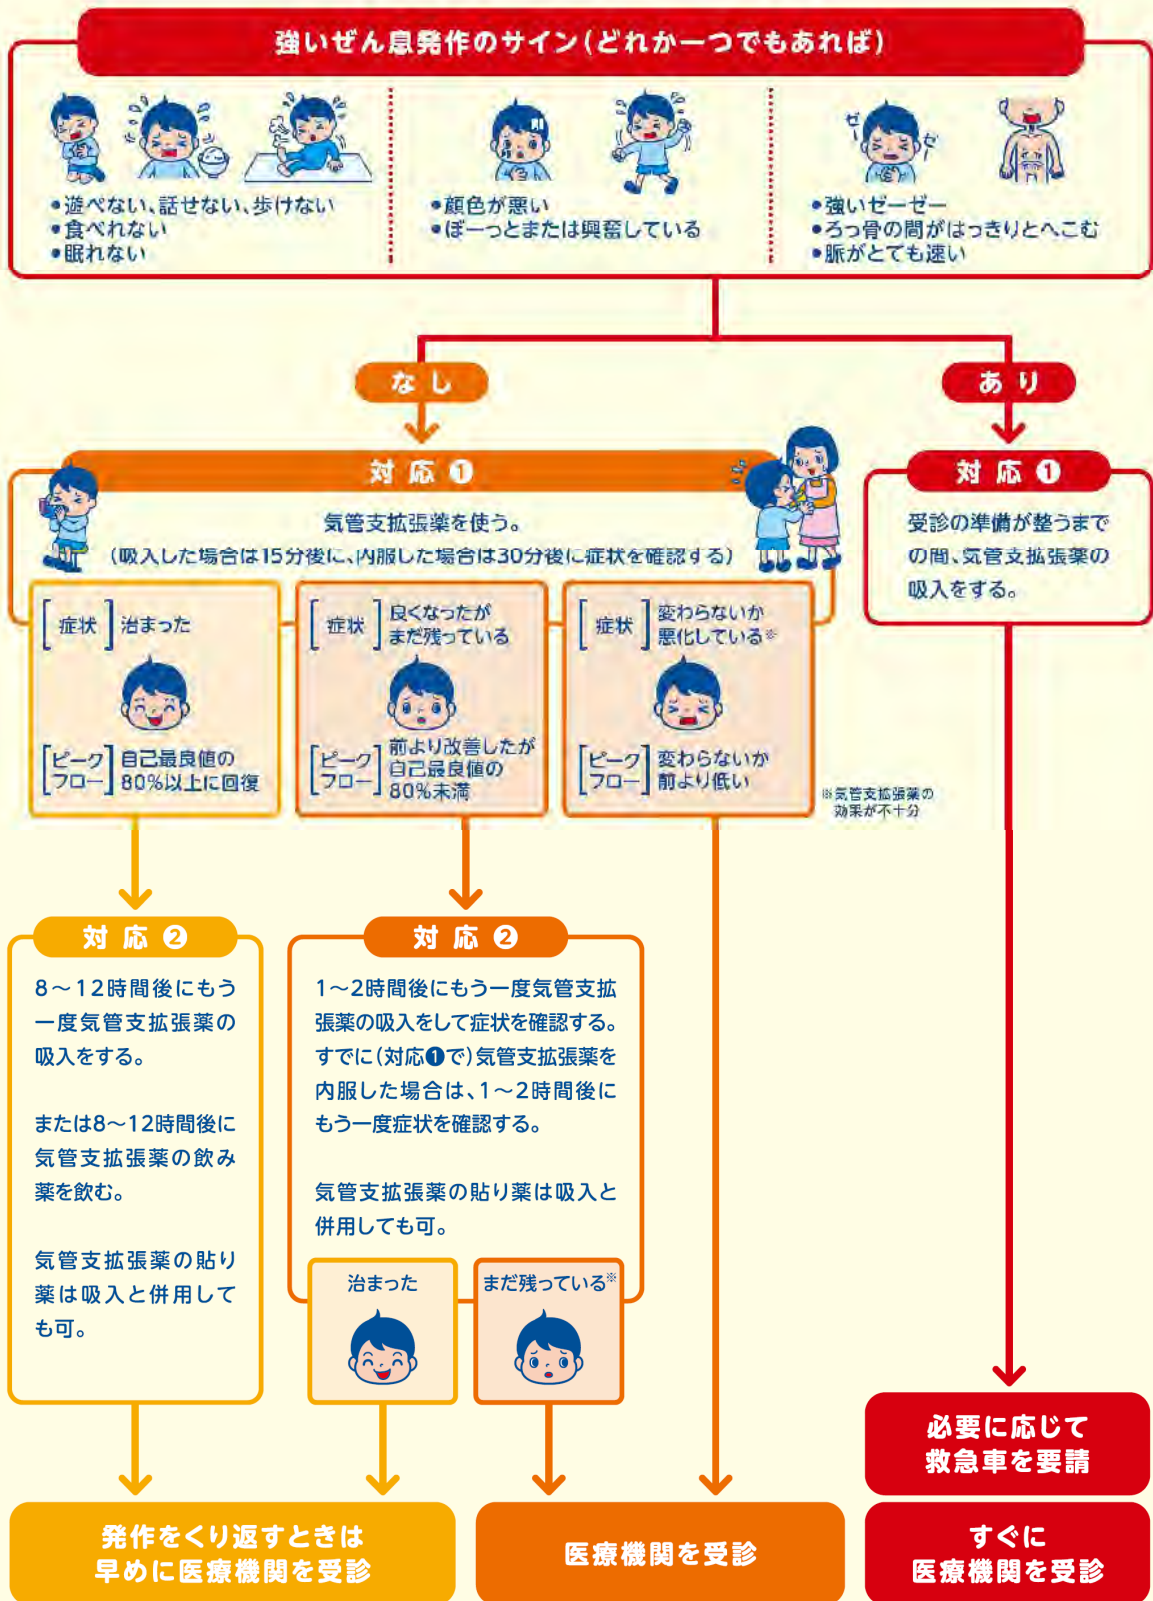 強いぜん息発作のサイン(どれか一つでもあれば)
•遊べない、話せない、歩けない
•食べれない
•眠れない
•顔色が悪い
•ぼーっとまたは興奮している
ゼー
ゼー
•強いゼーゼー
•ろっ骨の間がはっきりとへこむ
•脈がとても速い
なし
あり
対応❶
気管支拡張薬を使う。
(吸入した場合は15分後に、内服した場合は30分後に症状を確認する)
対応❶
受診の準備が整うまで
の間、気管支拡張薬の
吸入をする。
[症状]治まった
[ピークフロー]自己最良値の
80%以上に回復
[症状]良くなったが
まだ残っている
[ピークフロー]前より改善したが
自己最良値の
80%未満
[症状]変わらないか
悪化している※
[ピークフロー]変わらないか
前より低い
※気管支拡張薬の
効果が不十分
対応❷
8〜12時間後にもう
一度気管支拡張薬の
吸入をする。
または8〜12時間後に
気管支拡張薬の飲み
薬を飲む。
気管支拡張薬の貼り
薬は吸入と併用して
も可。
対応❷
1〜2時間後にもう一度気管支拡
張薬の吸入をして症状を確認する。
すでに(対応❶で)気管支拡張薬を
内服した場合は、1〜2時間後に
もう一度症状を確認する。
気管支拡張薬の貼り薬は吸入と
併用しても可。
治まった
まだ残っている※
発作をくり返すときは
早めに医療機関を受診
医療機関を受診
必要に応じて
救急車を要請
すぐに
医療機関を受診